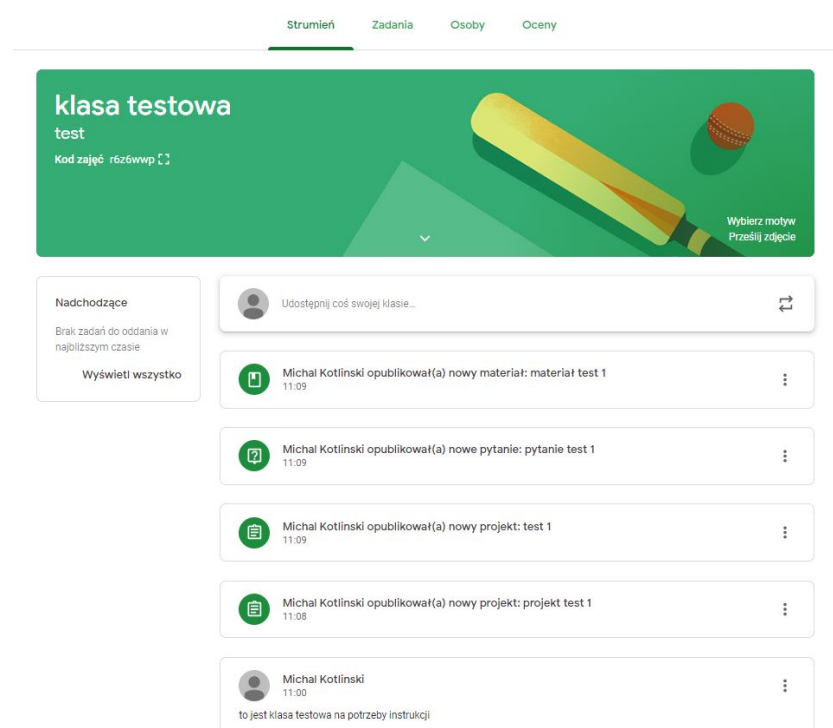 Strumień Zadania Osoby Oceny
klasa testowa
test
Kod zajęć r6z6wwp
Wybierz motyw
Prześlij zdjęcie
Nadchodzące
Brak zadań do oddania w
najbliższym czasie
Wyświetl wszystko
Udostępnij coś swojej klasie...
Michal Kotlinski opublikował(a) nowy materiał: materiał test 1
11:09
Michal Kotlinski opublikował(a) nowe pytanie: pytanie test 1
11:09
Michal Kotlinski opublikował(a) nowy projekt: test 1
11:09
Michal Kotlinski opublikował(a) nowy projekt: projekt test 1
11:08
Michal Kotlinski
11:00
to jest klasa testowa na potrzeby instrukcji